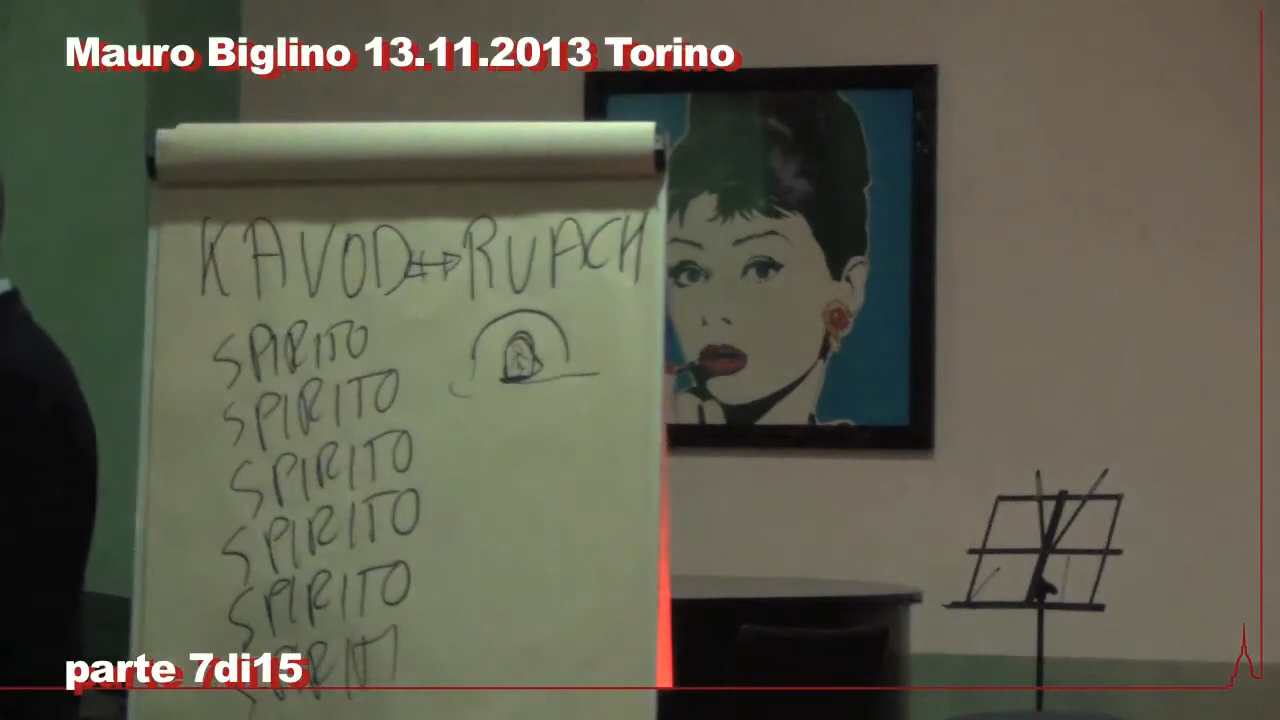 Mauro Biglino 13.11.2013 Torino
KAVOD ↔ RUACH
SPIRITO
SPIRITO
SPIRITO
SPIRITO
SPIRITO
parte 7di15